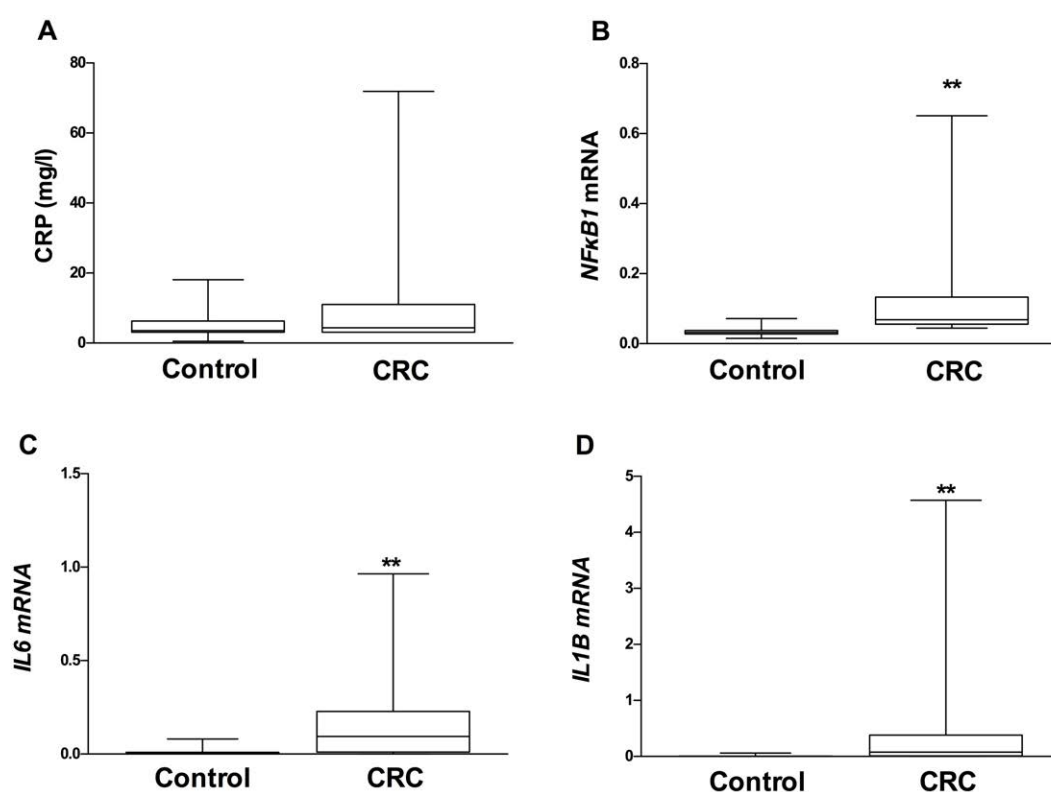 A
CRP (mg/l)
80
60
40
20
0
Control CRC
B
NFκB1 mRNA
0.8
0.6
0.4
0.2
0.0
**
Control CRC
C
IL6 mRNA
1.5
1.0
0.5
0.0
**
Control CRC
D
IL1B mRNA
5
4
3
2
1
0
**
Control CRC